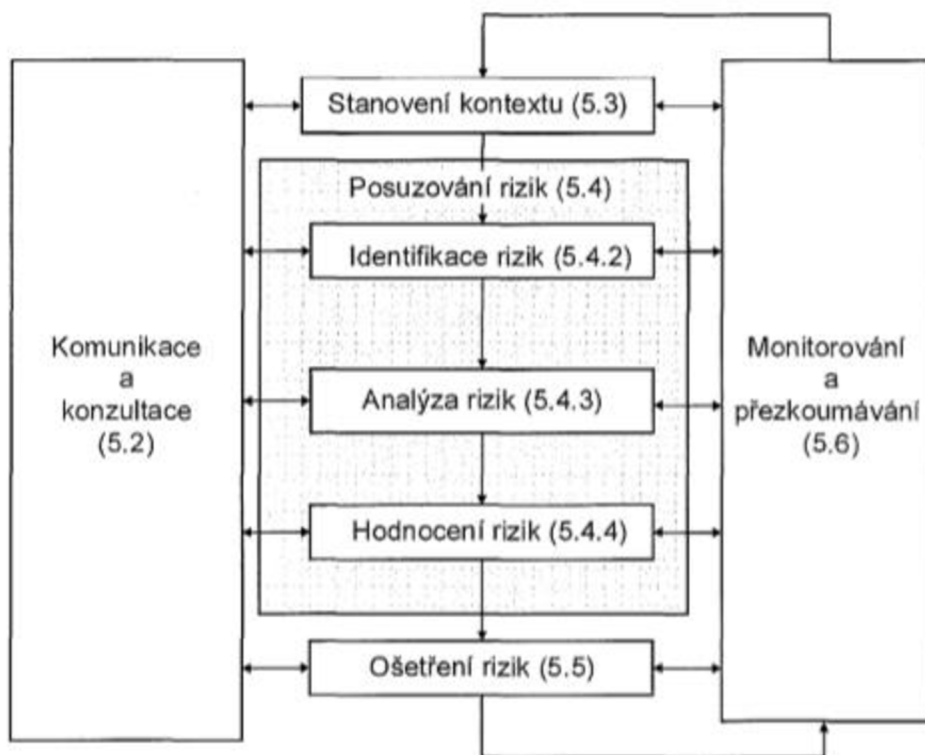 Stanovení kontextu (5.3)
Posuzování rizik (5.4)
Identifikace rizik (5.4.2)
Komunikace
a
konzultace
(5.2)
Analýza rizik (5.4.3)
Monitorování
a
přezkoumávání
(5.6)
Hodnocení rizik (5.4.4)
Ošetření rizik (5.5)